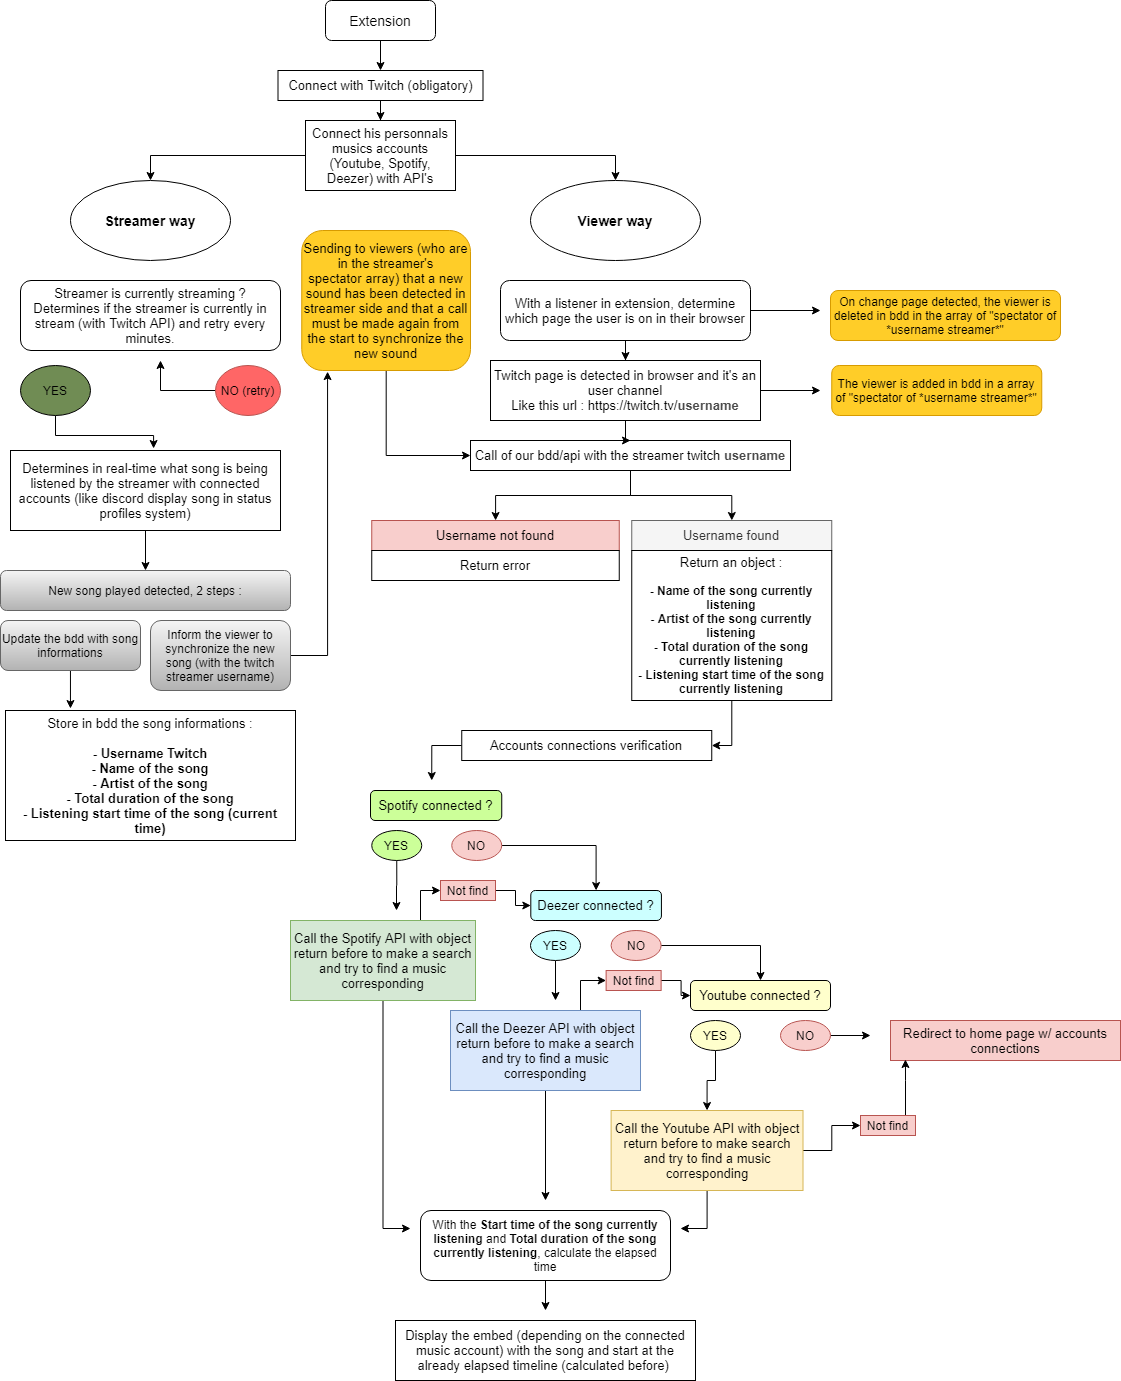 Extension
Connect with Twitch (obligatory)
Connect his personnals
musics accounts
(Youtube, Spotify,
Deezer) with API's
Streamer way
Viewer way
Streamer is currently streaming ?
Determines if the streamer is currently in
stream (with Twitch API) and retry every
minutes.
YES
NO (retry)
Determines in real-time what song is being
listened by the streamer with connected
accounts (like discord display song in status
profiles system)
New song played detected, 2 steps :
Update the bdd with song
informations
Inform the viewer to
synchronize the new
song (with the twitch
streamer username)
Store in bdd the song informations :
- Username Twitch
- Name of the song
- Artist of the song
- Total duration of the song
- Listening start time of the song (current
time)
Sending to viewers (who are
in the streamer's
spectator array) that a new
sound has been detected in
streamer side and that a call
must be made again from
the start to synchronize the
new sound
With a listener in extension, determine
which page the user is on in their browser
On change page detected, the viewer is
deleted in bdd in the array of "spectator of
*username streamer*"
Twitch page is detected in browser and it's an
user channel
Like this url : https://twitch.tv/username
The viewer is added in bdd in a array
of "spectator of *username streamer*"
Call of our bdd/api with the streamer twitch username
Username not found
Return error
Username found
Return an object :
- Name of the song currently
listening
- Artist of the song currently
listening
- Total duration of the song
currently listening
- Listening start time of the song
currently listening
Accounts connections verification
Spotify connected ?
YES
NO
Not find
Deezer connected ?
Call the Spotify API with object
return before to make a search
and try to find a music
corresponding
YES
NO
Not find
Youtube connected ?
Call the Deezer API with object
return before to make a search
and try to find a music
corresponding
YES
NO
Redirect to home page w/ accounts
connections
Call the Youtube API with object
return before to make search
and try to find a music
corresponding
Not find
With the Start time of the song currently
listening and Total duration of the song
currently listening, calculate the elapsed
time
Display the embed (depending on the connected
music account) with the song and start at the
already elapsed timeline (calculated before)